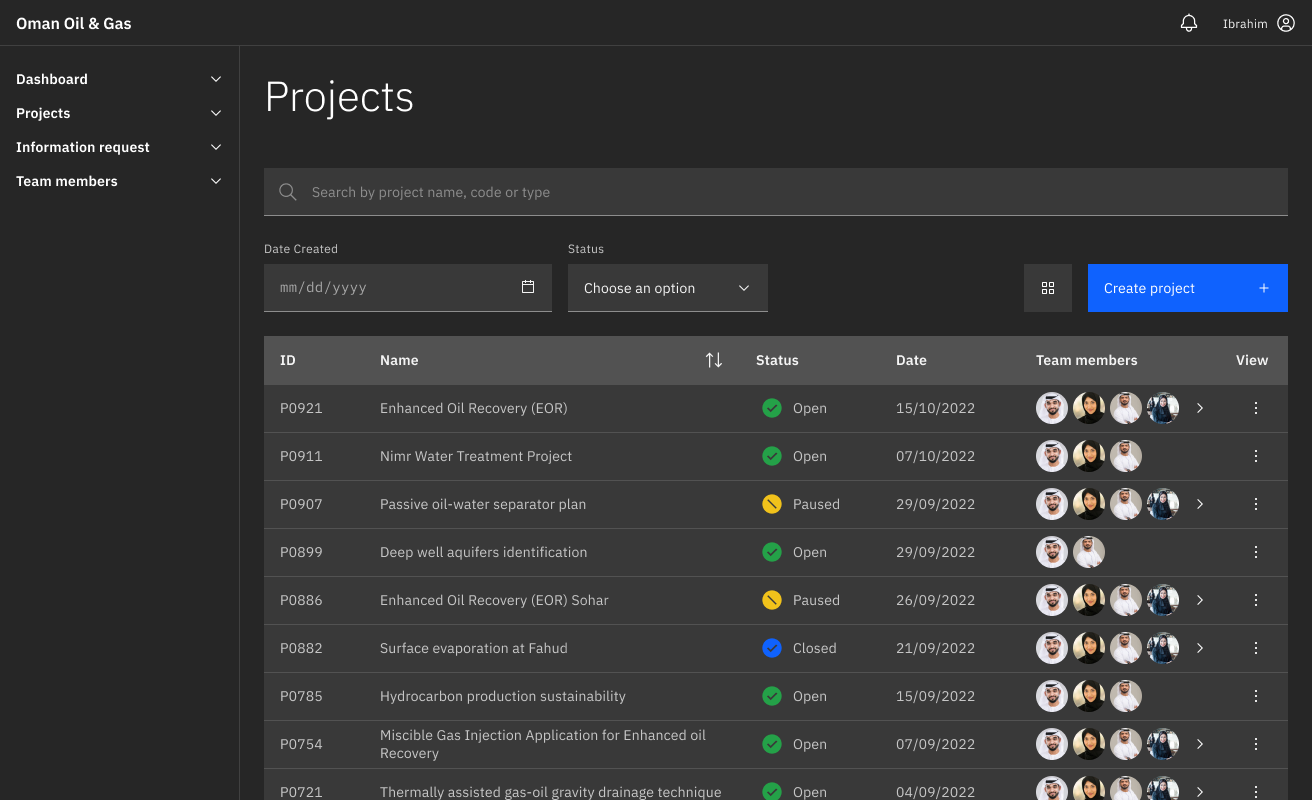 Oman Oil & Gas
Ibrahim
Dashboard
Projects
Information request
Team members
Projects
Search by project name, code or type
Date Created
Status
mm/dd/yyyy
Choose an option
Create project
ID Name Status Date Team members View
P0921 Enhanced Oil Recovery (EOR) Open 15/10/2022
P0911 Nimr Water Treatment Project Open 07/10/2022
P0907 Passive oil-water separator plan Paused 29/09/2022
P0899 Deep well aquifers identification Open 29/09/2022
P0886 Enhanced Oil Recovery (EOR) Sohar Paused 26/09/2022
P0882 Surface evaporation at Fahud Closed 21/09/2022
P0785 Hydrocarbon production sustainability Open 15/09/2022
P0754 Miscible Gas Injection Application for Enhanced oil
Recovery Open 07/09/2022
P0721 Thermally assisted gas-oil gravity drainage technique Open 04/09/2022